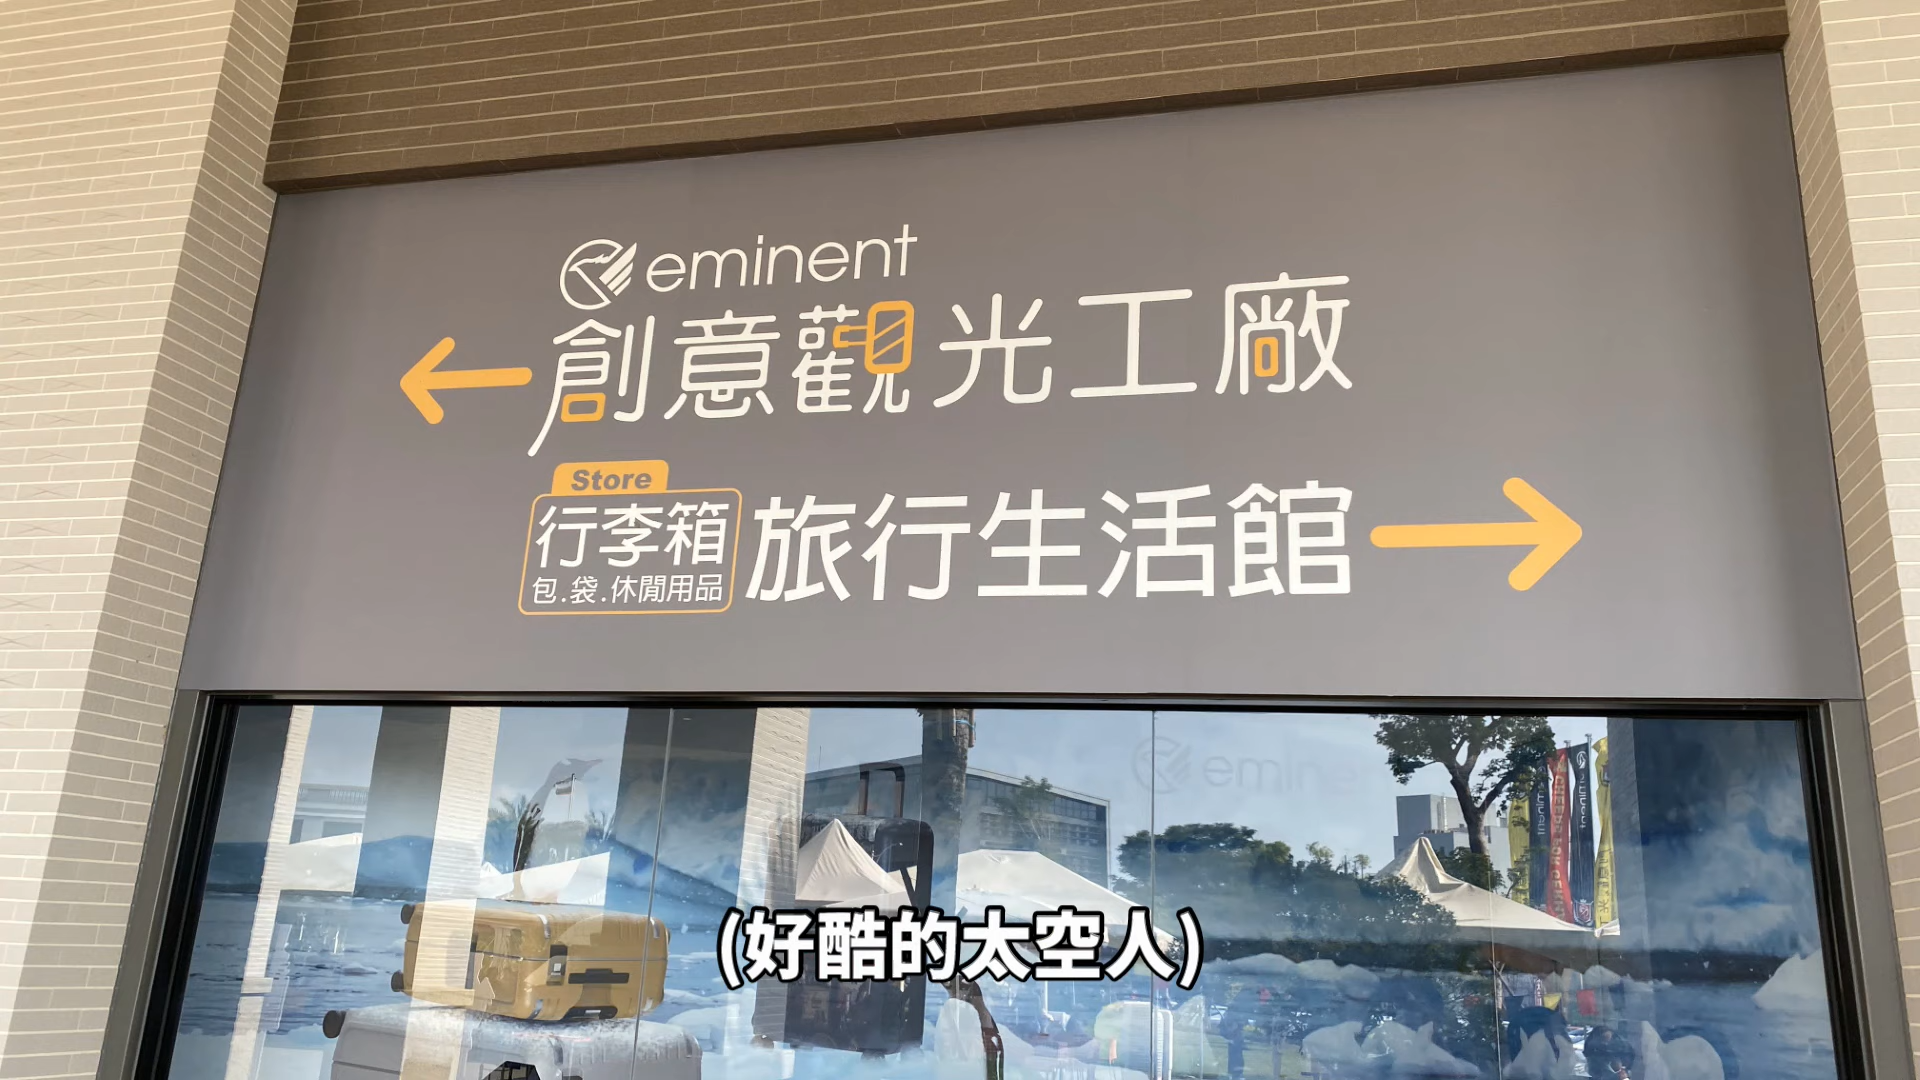 eminent
創意觀光工廠
Store
行李箱
包.袋.休閒用品
旅行生活館
(好酷的太空人)